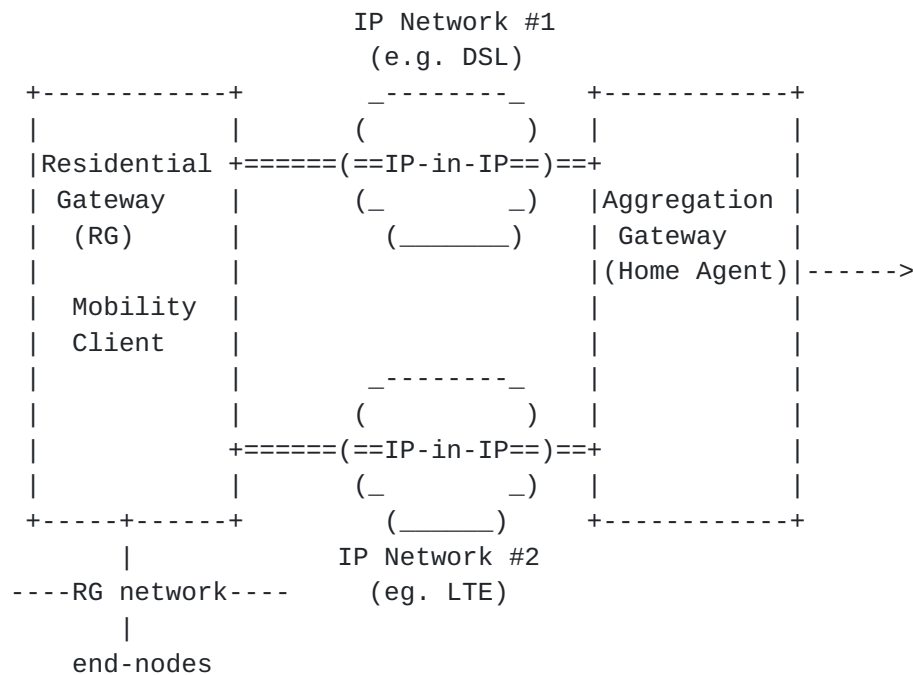 IP Network #1
(e.g. DSL)
Residential
Gateway
(RG)
Mobility
Client
==IP-in-IP==
Aggregation
Gateway
(Home Agent)
==IP-in-IP==
IP Network #2
(eg. LTE)
RG network
end-nodes